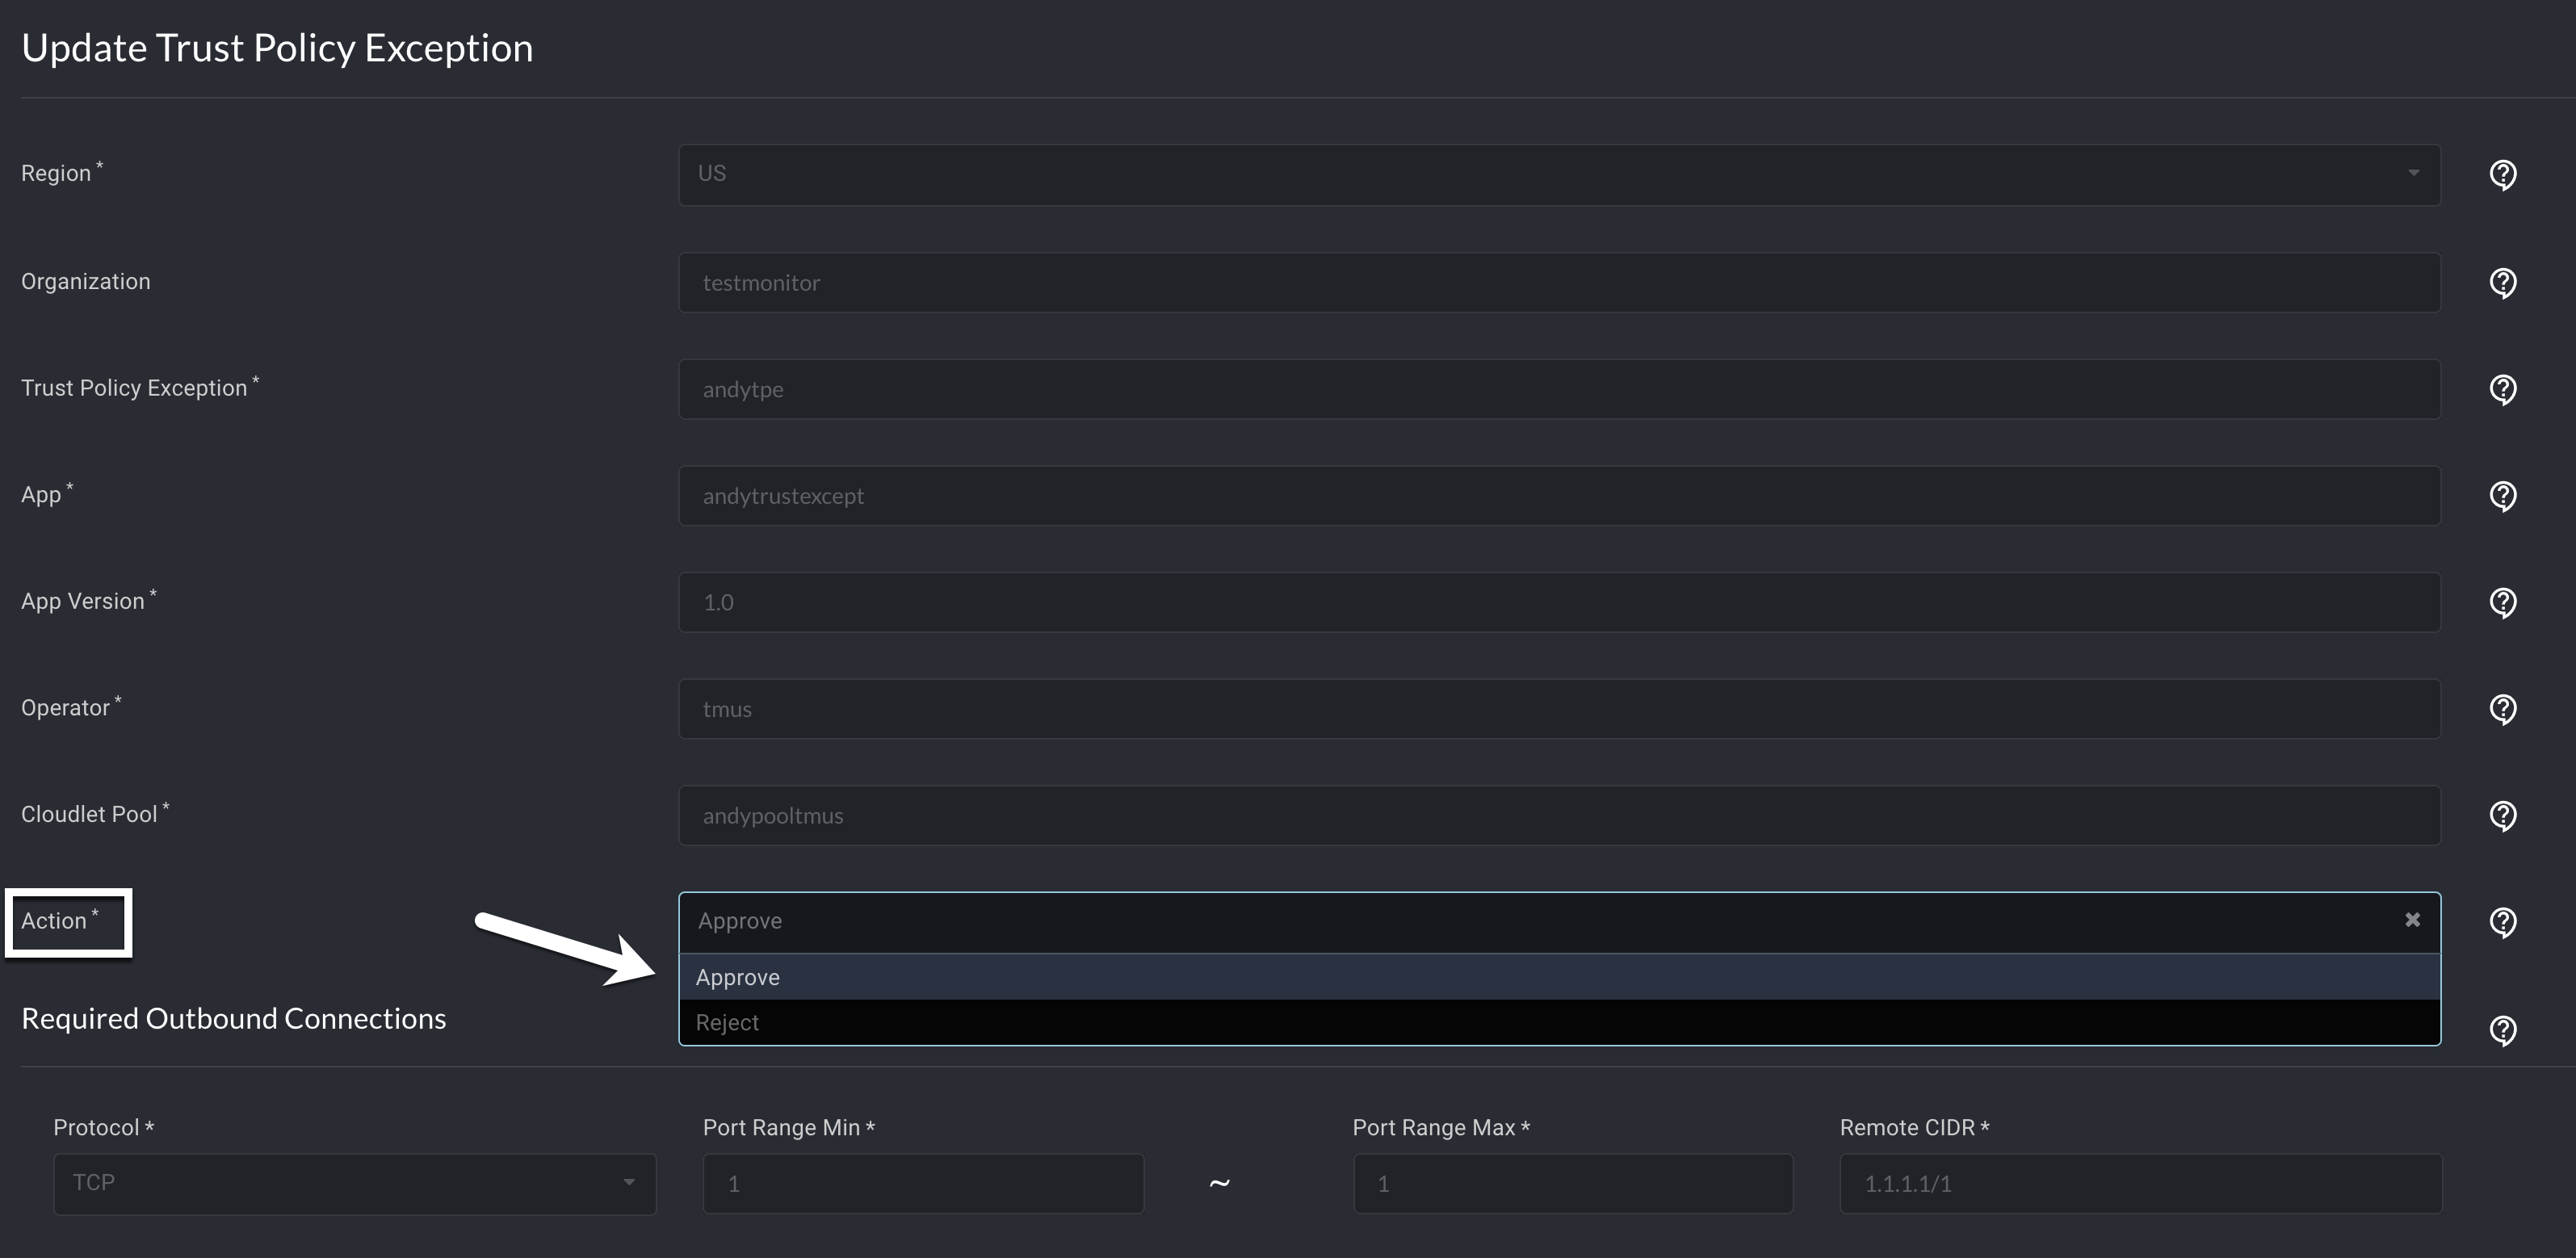 Update Trust Policy Exception
Region *
US
Organization
testmonitor
Trust Policy Exception *
andytpe
App *
andytrustexcept
App Version *
1.0
Operator *
tmus
Cloudlet Pool *
andypooltmus
Action *
Approve
Approve
Reject
Required Outbound Connections
Protocol * Port Range Min * Port Range Max * Remote CIDR *
TCP 1 ~ 1 1.1.1.1/1